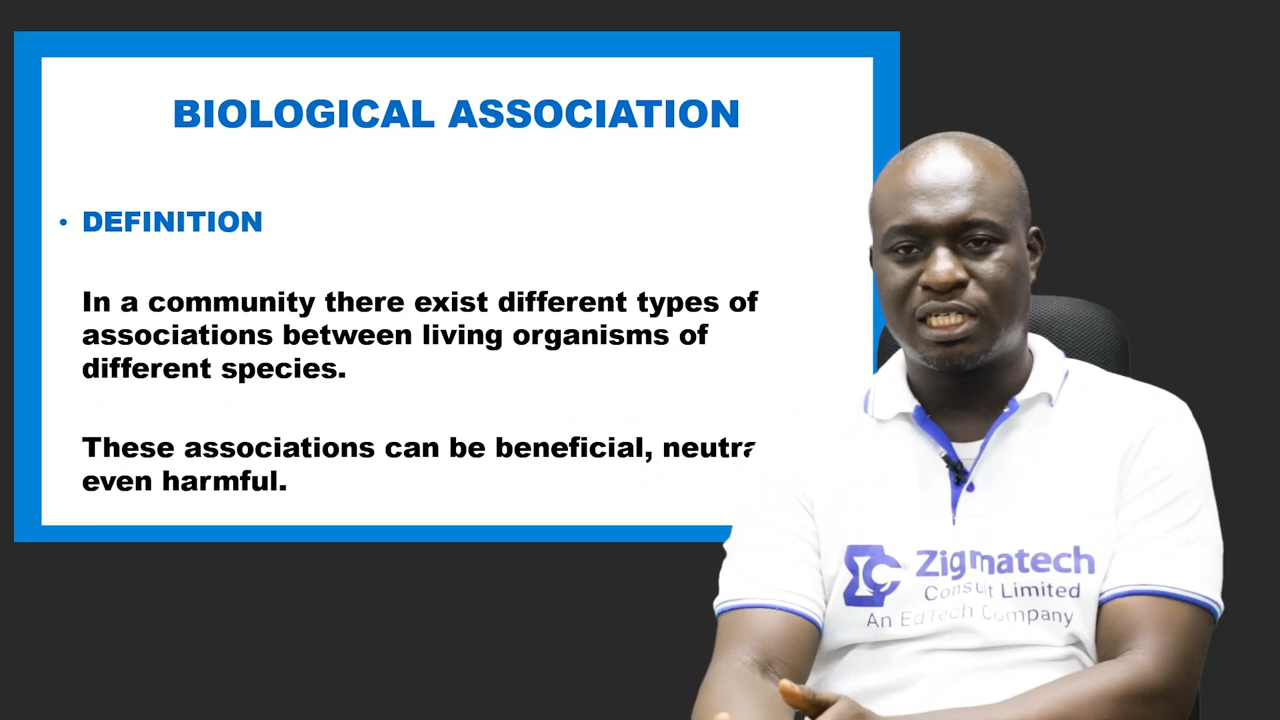 BIOLOGICAL ASSOCIATION
• DEFINITION
In a community there exist different types of
associations between living organisms of
different species.
These associations can be beneficial,
even harmful.
Zigmatech
Consult Limited
An EdTech Company